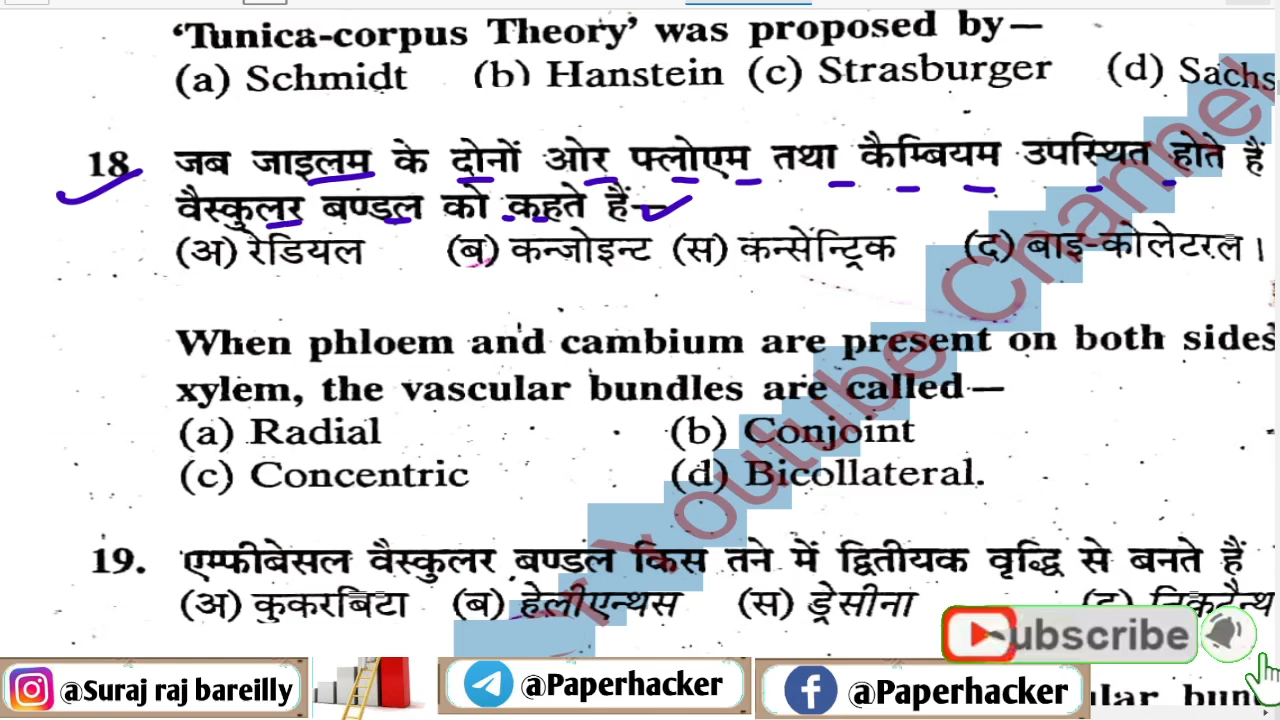 ‘Tunica-corpus Theory’ was proposed by—
(a) Schmidt (b) Hanstein (c) Strasburger (d) Sachs
18. जब जाइलम के दोनों ओर फ्लोएम तथा कैम्बियम उपस्थित होते हैं
वैस्कुलर बण्डल को कहते हैं—
(अ) रेडियल (ब) कन्जोइन्ट (स) कन्सेन्ट्रिक (द) बाइ-कोलेटरल।
When phloem and cambium are present on both sides
xylem, the vascular bundles are called—
(a) Radial (b) Conjoint
(c) Concentric (d) Bicollateral.
19. एम्फीबेसल वैस्कुलर बण्डल किस तने में द्वितीयक वृद्धि से बनते हैं
(अ) कुकरबिटा (ब) हेलीएन्थस (स) ड्रेसीना (द)
Youtube Channel
ubscribe
@Suraj raj bareilly @Paperhacker @Paperhacker